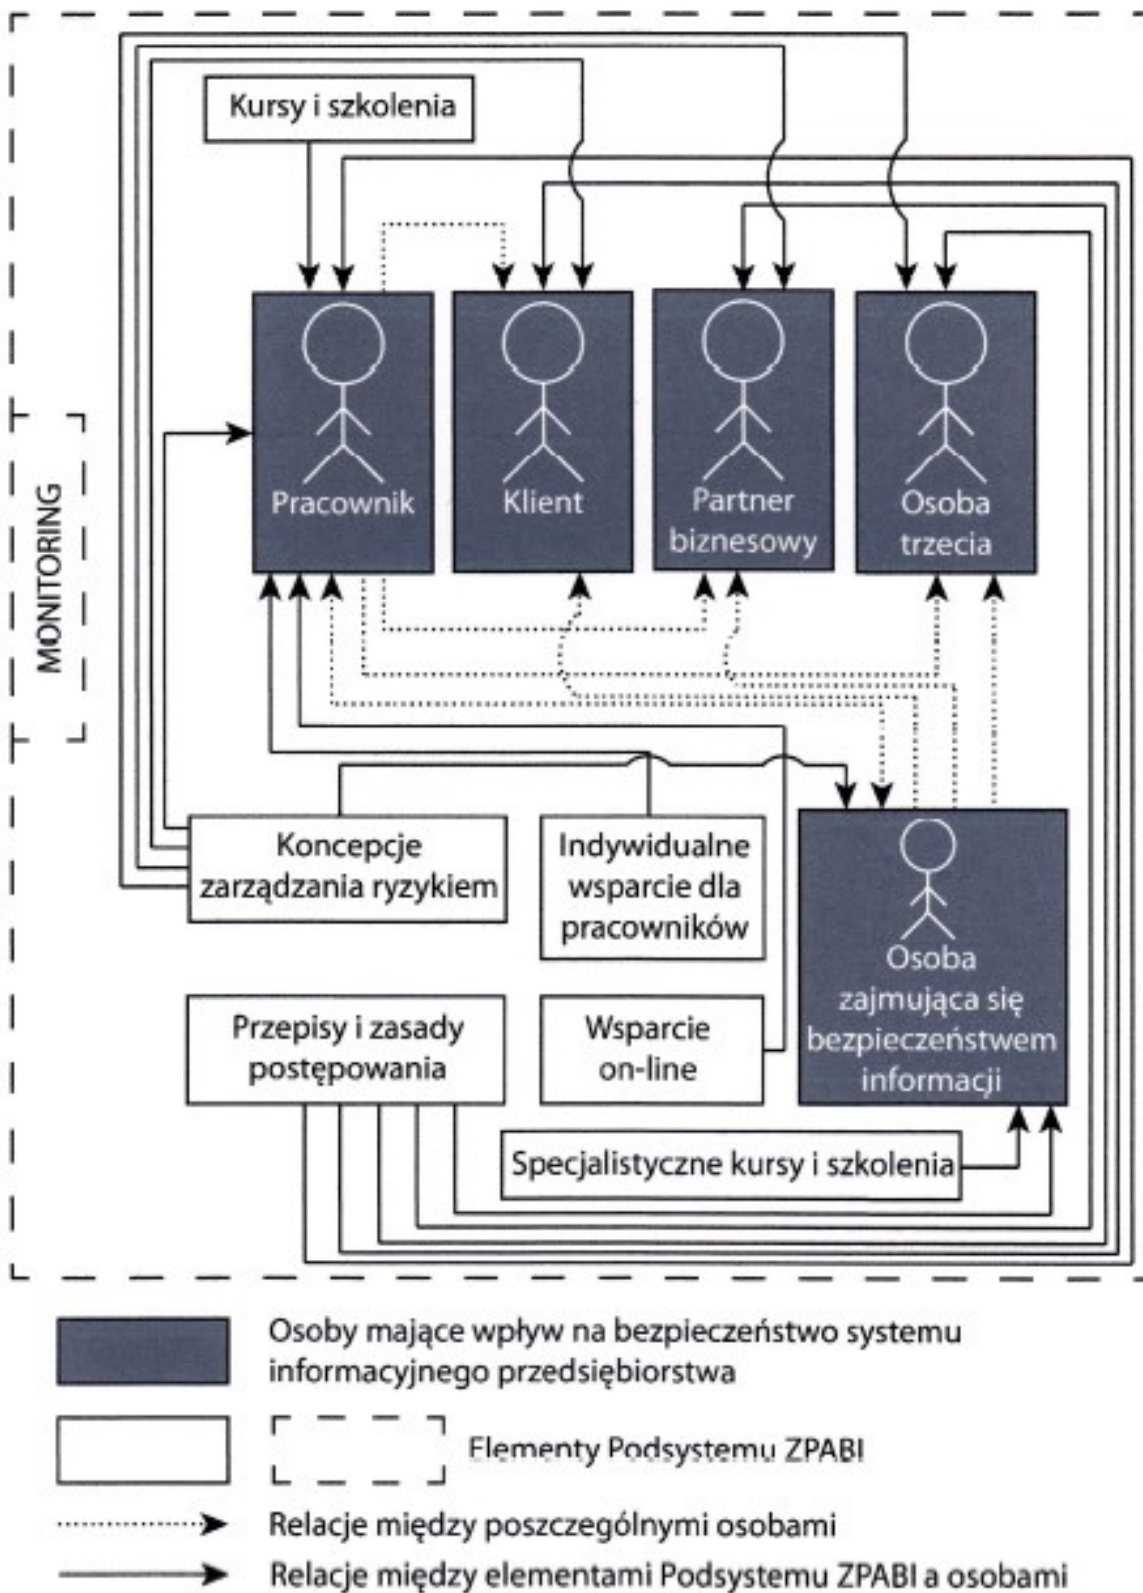 Kursy i szkolenia
Pracownik
Klient
Partner
biznesowy
Osoba
trzecia
MONITORING
Koncepcje
zarządzania ryzykiem
Indywidualne
wsparcie dla
pracowników
Osoba
zajmująca się
bezpieczeństwem
informacji
Przepisy i zasady
postępowania
Wsparcie
on-line
Specjalistyczne kursy i szkolenia
Osoby mające wpływ na bezpieczeństwo systemu
informacyjnego przedsiębiorstwa
Elementy Podsystemu ZPABI
Relacje między poszczególnymi osobami
Relacje między elementami Podsystemu ZPABI a osobami